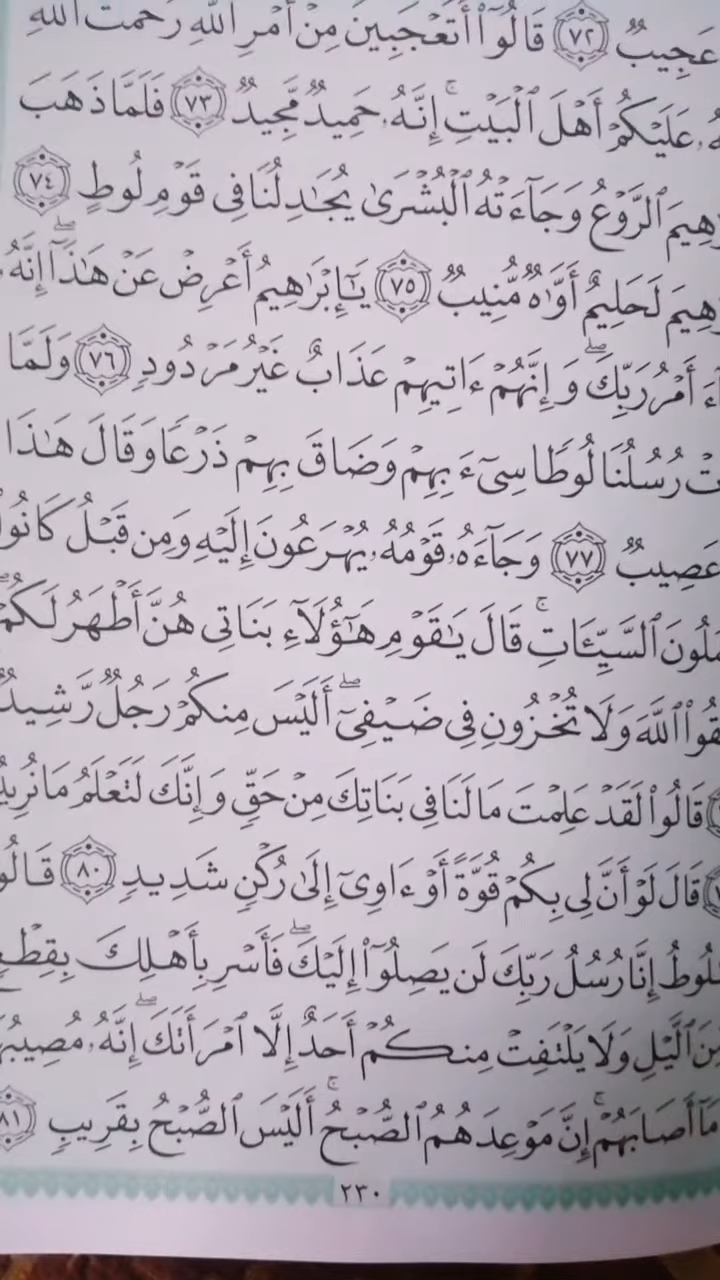 عَجِيبٌ ٧٢ قَالُوٓا۟ أَتَعْجَبِينَ مِنْ أَمْرِ ٱللَّهِ رَحْمَتُ ٱللَّهِ
عَلَيْكُمْ أَهْلَ ٱلْبَيْتِ ۚ إِنَّهُۥ حَمِيدٌ مَّجِيدٌ ٧٣ فَلَمَّا ذَهَبَ
ٱلرَّوْعُ وَجَآءَتْهُ ٱلْبُشْرَىٰ يُجَٰدِلُنَا فِى قَوْمِ لُوطٍ ٧٤
لَحَلِيمٌ أَوَّٰهٌ مُّنِيبٌ ٧٥ يَٰٓإِبْرَٰهِيمُ أَعْرِضْ عَنْ هَٰذَآ ۖ إِنَّهُۥ
أَمْرُ رَبِّكَ ۖ وَإِنَّهُمْ ءَاتِيهِمْ عَذَابٌ غَيْرُ مَرْدُودٍ ٧٦ وَلَمَّا
رُسُلُنَا لُوطًا سِىٓءَ بِهِمْ وَضَاقَ بِهِمْ ذَرْعًا وَقَالَ هَٰذَا
عَصِيبٌ ٧٧ وَجَآءَهُۥ قَوْمُهُۥ يُهْرَعُونَ إِلَيْهِ وَمِن قَبْلُ كَانُوا۟
ٱلسَّيِّـَٔاتِ ۚ قَالَ يَٰقَوْمِ هَٰٓؤُلَآءِ بَنَاتِى هُنَّ أَطْهَرُ لَكُمْ ۖ
ٱللَّهَ وَلَا تُخْزُونِ فِى ضَيْفِىٓ ۖ أَلَيْسَ مِنكُمْ رَجُلٌ رَّشِيدٌ
قَالُوا۟ لَقَدْ عَلِمْتَ مَا لَنَا فِى بَنَاتِكَ مِنْ حَقٍّ وَإِنَّكَ لَتَعْلَمُ مَا نُرِيدُ
قَالَ لَوْ أَنَّ لِى بِكُمْ قُوَّةً أَوْ ءَاوِىٓ إِلَىٰ رُكْنٍ شَدِيدٍ ٨٠ قَالُوا۟
إِنَّا رُسُلُ رَبِّكَ لَن يَصِلُوٓا۟ إِلَيْكَ ۖ فَأَسْرِ بِأَهْلِكَ بِقِطْعٍ
مِّنَ ٱلَّيْلِ وَلَا يَلْتَفِتْ مِنكُمْ أَحَدٌ إِلَّا ٱمْرَأَتَكَ ۖ إِنَّهُۥ مُصِيبُهَا
مَآ أَصَابَهُمْ ۚ إِنَّ مَوْعِدَهُمُ ٱلصُّبْحُ ۚ أَلَيْسَ ٱلصُّبْحُ بِقَرِيبٍ ٨١
٢٣٠